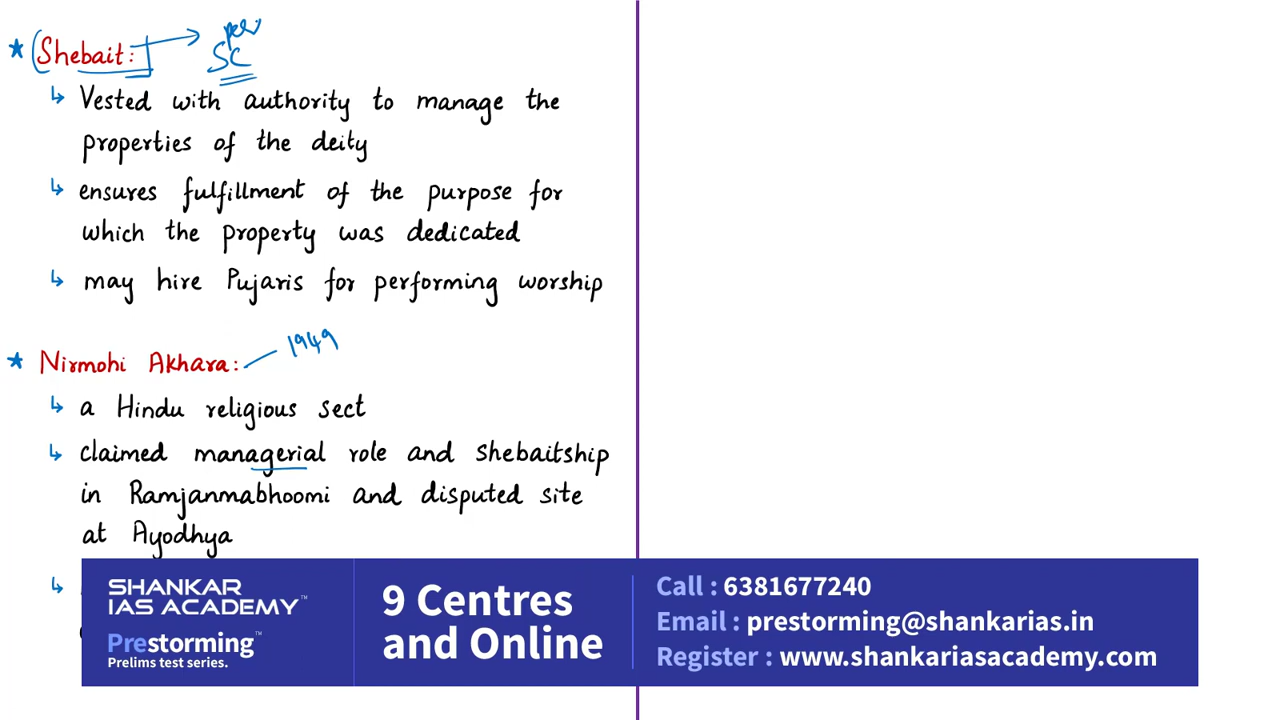 * Shebait:
per
SC
↳ Vested with authority to manage the
properties of the deity
↳ ensures fulfillment of the purpose for
which the property was dedicated
↳ may hire Pujaris for performing worship
* Nirmohi Akhara: 1949
↳ a Hindu religious sect
↳ claimed managerial role and shebaitship
in Ramjanmabhoomi and disputed site
at Ayodhya
SHANKAR
IAS ACADEMY™
Prestorming™
Prelims test series.
9 Centres
and Online
Call : 6381677240
Email : prestorming@shankarias.in
Register : www.shankariasacademy.com